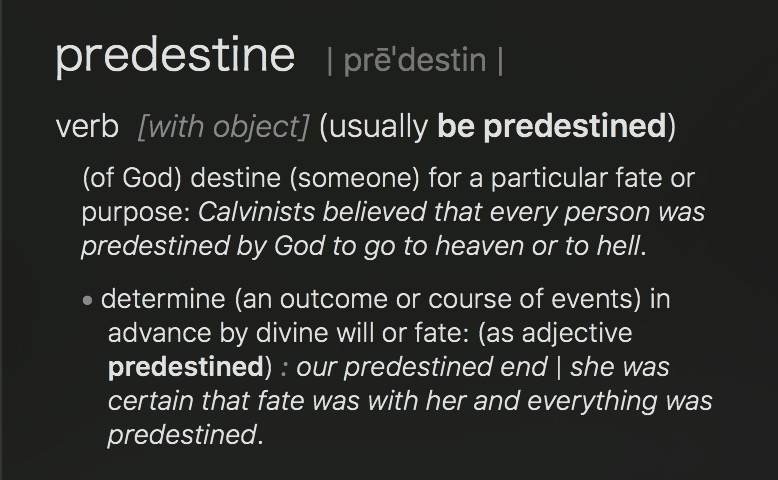 predestine | prēˈdestin |
verb [with object] (usually be predestined)
(of God) destine (someone) for a particular fate or
purpose: Calvinists believed that every person was
predestined by God to go to heaven or to hell.
• determine (an outcome or course of events) in
advance by divine will or fate: (as adjective
predestined) : our predestined end | she was
certain that fate was with her and everything was
predestined.